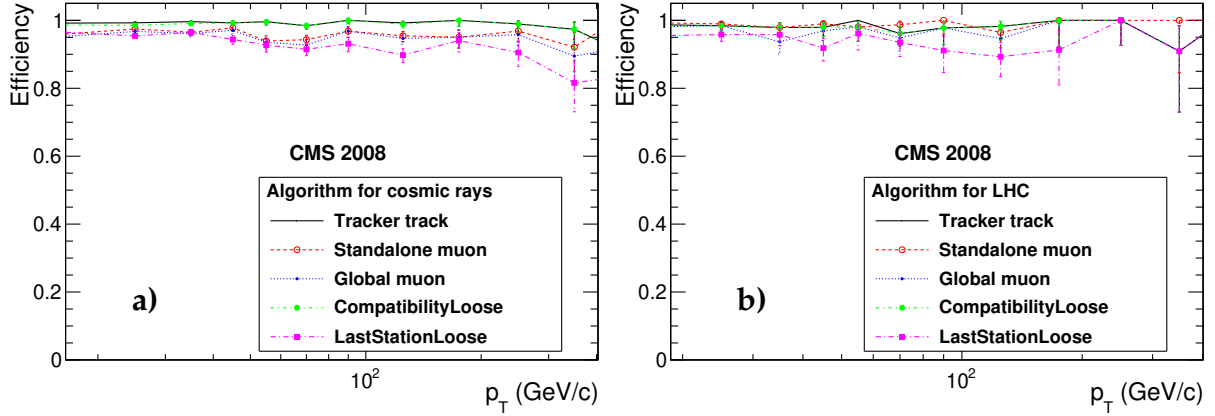 Efficiency
1
0.8
0.6
0.4
0.2
0
CMS 2008
Algorithm for cosmic rays
Tracker track
Standalone muon
Global muon
CompatibilityLoose
LastStationLoose
a)
10²
p_T (GeV/c)
Efficiency
1
0.8
0.6
0.4
0.2
0
CMS 2008
Algorithm for LHC
Tracker track
Standalone muon
Global muon
CompatibilityLoose
LastStationLoose
b)
10²
p_T (GeV/c)